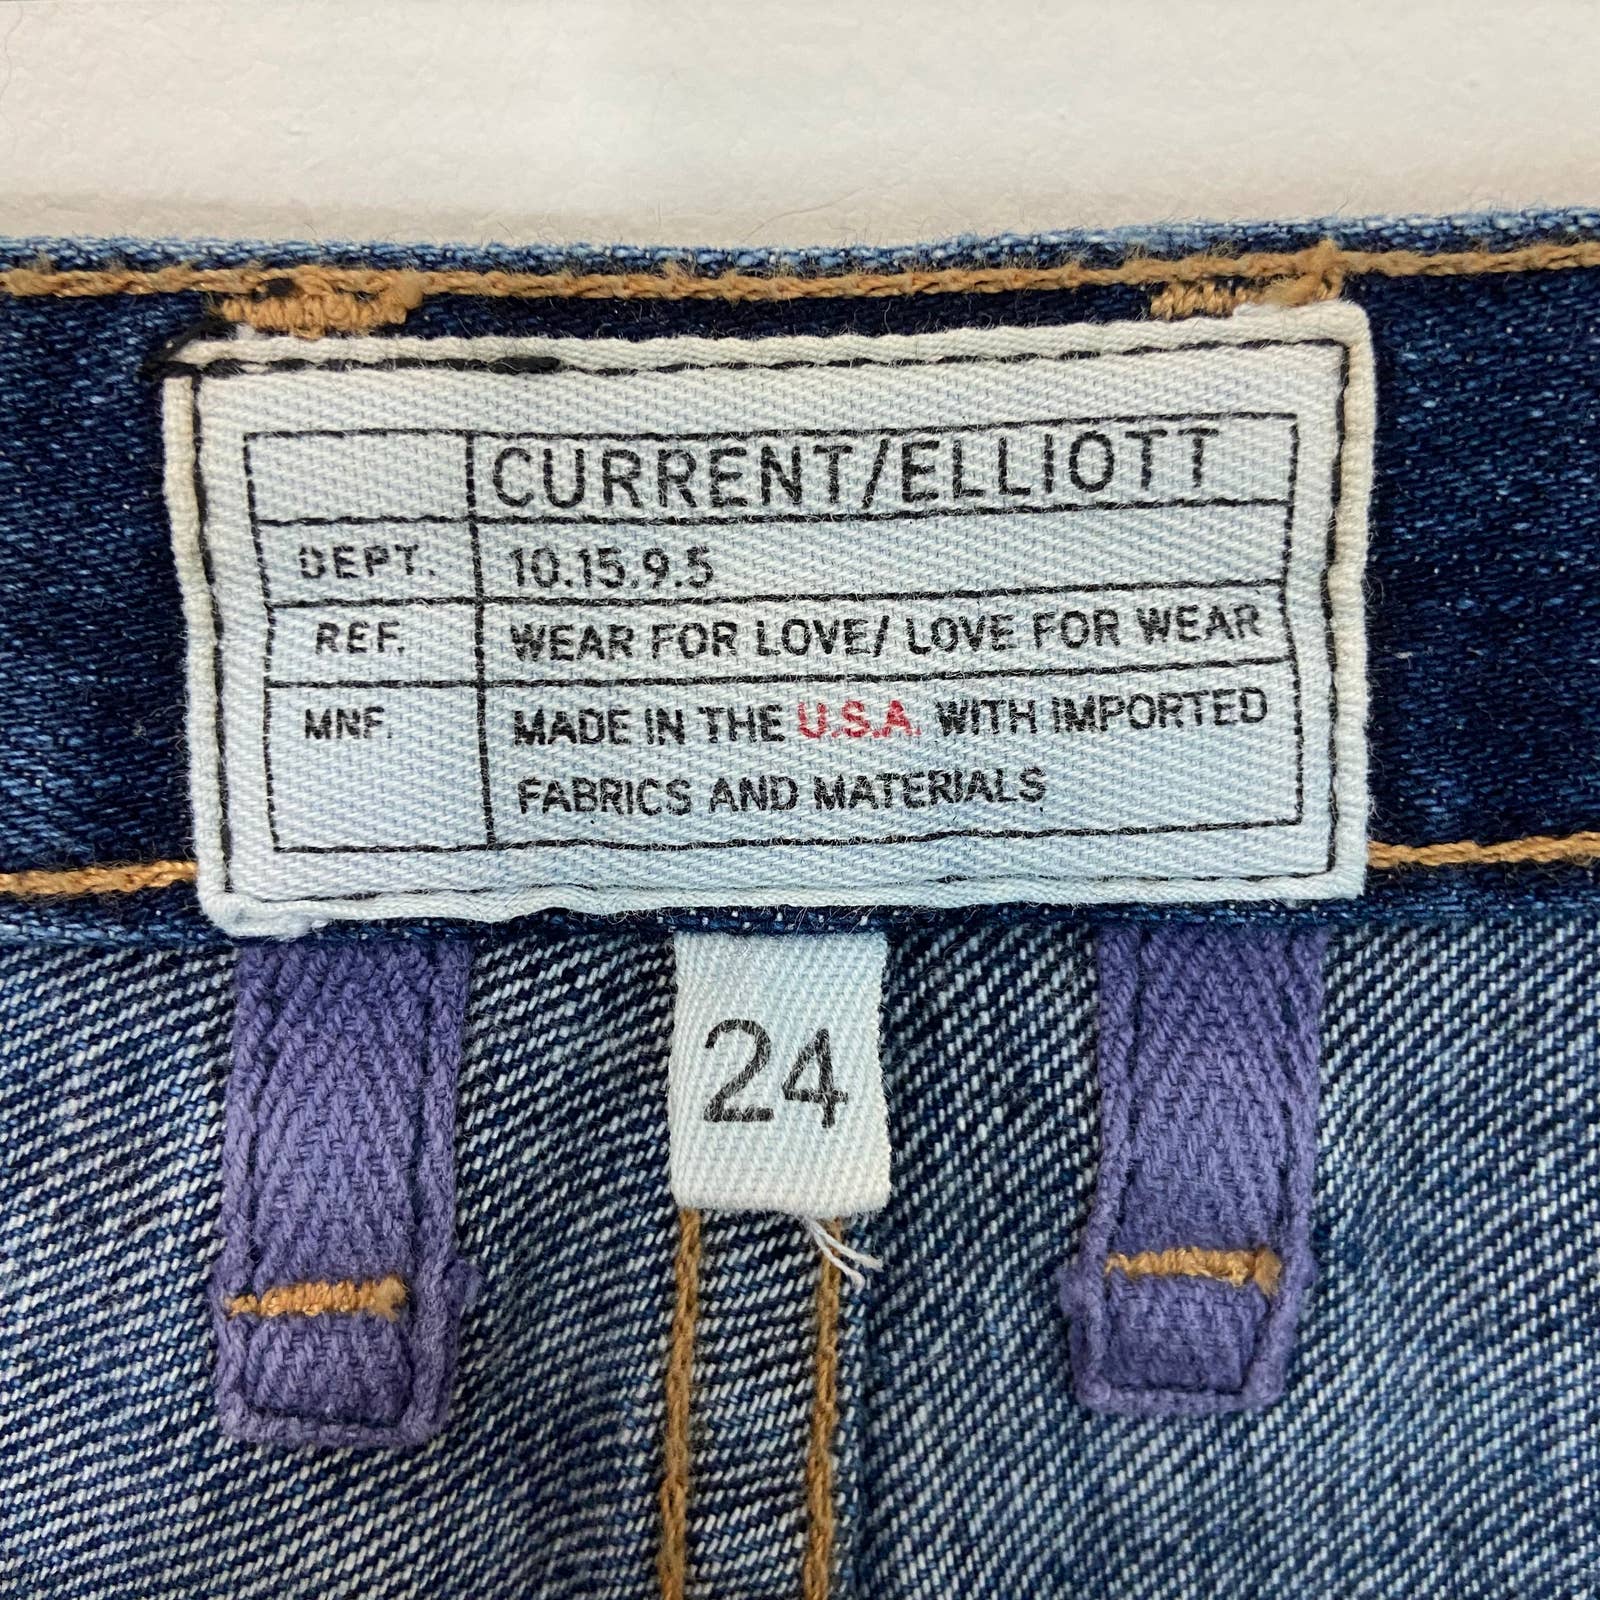 CURRENT/ELLIOTT
DEPT. 10.15.9.5
REF. WEAR FOR LOVE/ LOVE FOR WEAR
MNF. MADE IN THE U.S.A. WITH IMPORTED
FABRICS AND MATERIALS
24